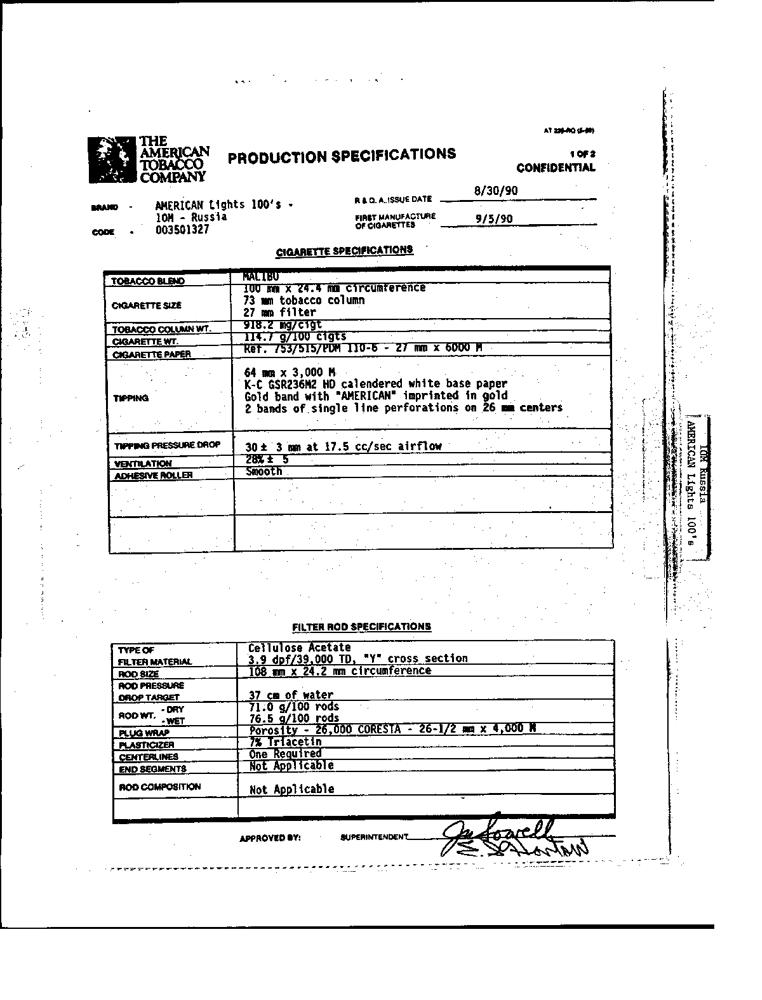 AT 228-RQ (5-89)
THE
AMERICAN
TOBACCO
COMPANY
PRODUCTION SPECIFICATIONS
1 OF 2
CONFIDENTIAL
BRAND - AMERICAN Lights 100's -
IOM - Russia
CODE - 003501327
R & Q. A. ISSUE DATE 8/30/90
FIRST MANUFACTURE
OF CIGARETTES 9/5/90
CIGARETTE SPECIFICATIONS
TOBACCO BLEND MALIBU
CIGARETTE SIZE 100 mm x 24.4 mm circumference
73 mm tobacco column
27 mm filter
TOBACCO COLUMN WT. 918.2 mg/cigt
CIGARETTE WT. 114.7 g/100 cigts
CIGARETTE PAPER Ref. 753/515/PDM 110-6 - 27 mm x 6000 M
TIPPING 64 mm x 3,000 M
K-C GSR236M2 HD calendered white base paper
Gold band with "AMERICAN" imprinted in gold
2 bands of single line perforations on 26 mm centers
TIPPING PRESSURE DROP 30 ± 3 mm at 17.5 cc/sec airflow
VENTILATION 28% ± 5
ADHESIVE ROLLER Smooth
FILTER ROD SPECIFICATIONS
TYPE OF Cellulose Acetate
FILTER MATERIAL 3.9 dpf/39,000 TD, "Y" cross section
ROD SIZE 108 mm x 24.2 mm circumference
ROD PRESSURE
DROP TARGET 37 cm of water
ROD WT. - DRY 71.0 g/100 rods
- WET 76.5 g/100 rods
PLUG WRAP Porosity - 26,000 CORESTA - 26-1/2 mm x 4,000 M
PLASTICIZER 7% Triacetin
CENTERLINES One Required
END SEGMENTS Not Applicable
ROD COMPOSITION Not Applicable
APPROVED BY: SUPERINTENDENT
IOM Russia
AMERICAN Lights 100's